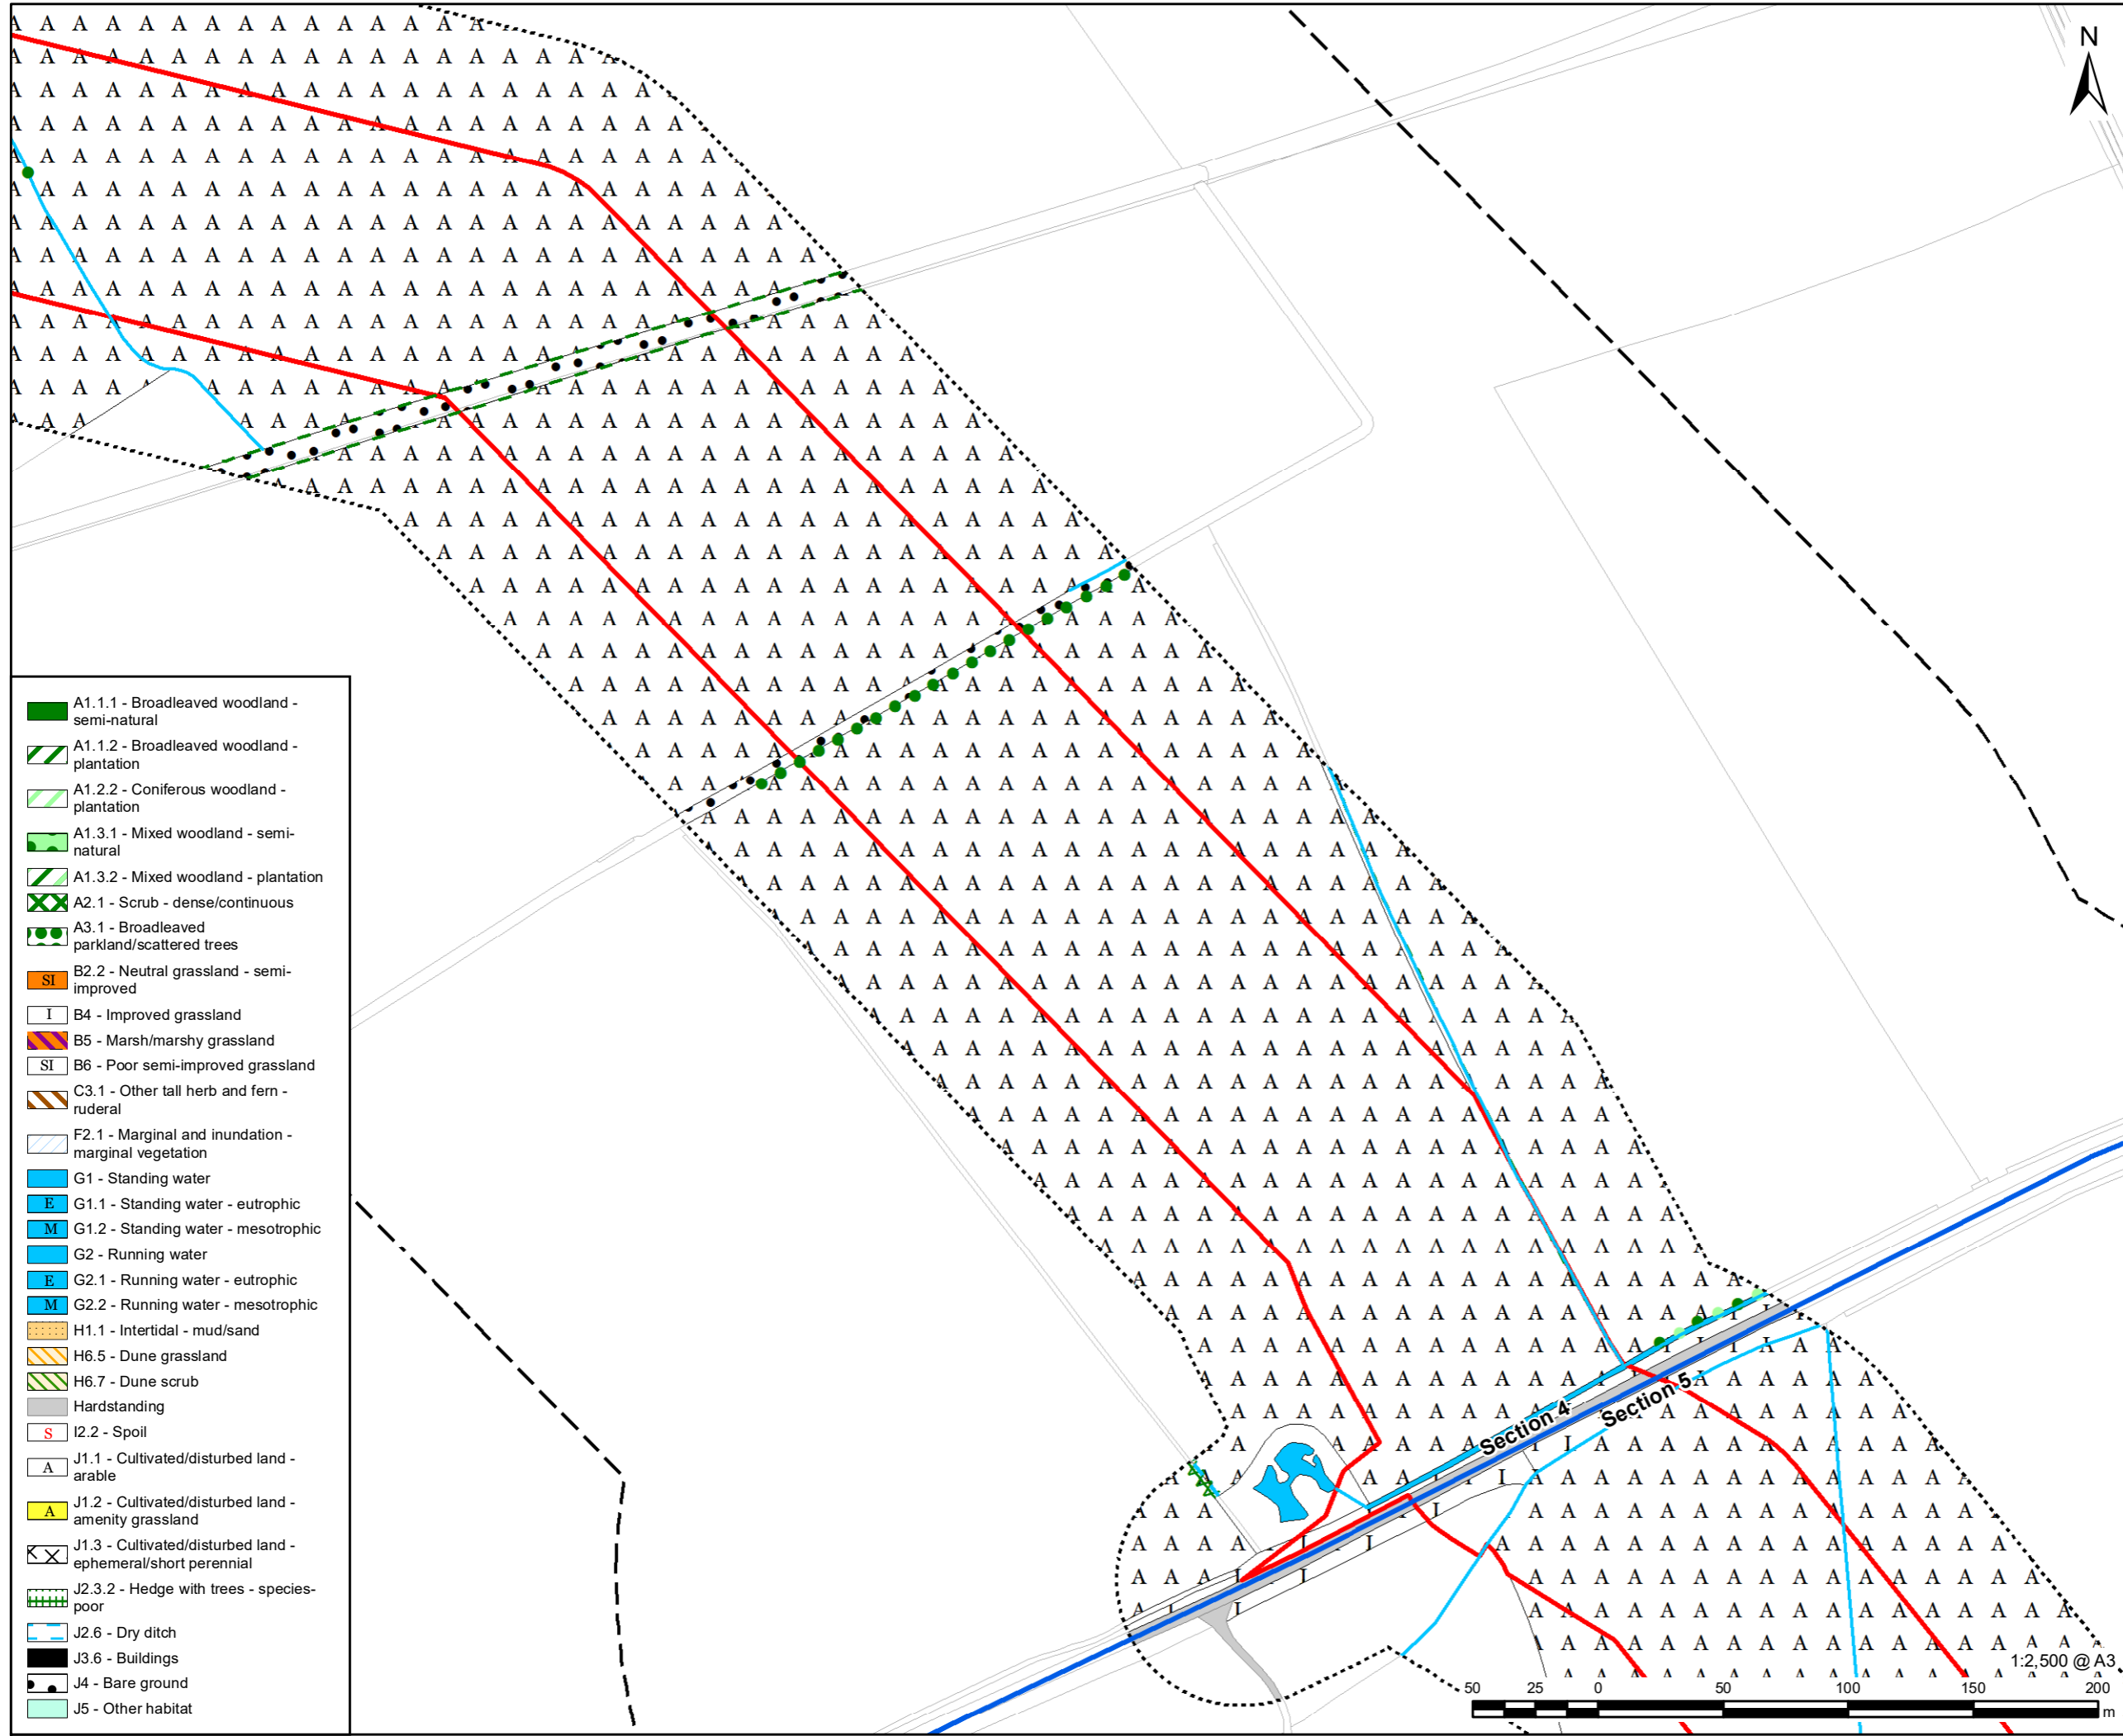 N
A1.1.1 - Broadleaved woodland -
semi-natural
A1.1.2 - Broadleaved woodland -
plantation
A1.2.2 - Coniferous woodland -
plantation
A1.3.1 - Mixed woodland - semi-
natural
A1.3.2 - Mixed woodland - plantation
A2.1 - Scrub - dense/continuous
A3.1 - Broadleaved
parkland/scattered trees
SI B2.2 - Neutral grassland - semi-
improved
I B4 - Improved grassland
B5 - Marsh/marshy grassland
SI B6 - Poor semi-improved grassland
C3.1 - Other tall herb and fern -
ruderal
F2.1 - Marginal and inundation -
marginal vegetation
G1 - Standing water
E G1.1 - Standing water - eutrophic
M G1.2 - Standing water - mesotrophic
G2 - Running water
E G2.1 - Running water - eutrophic
M G2.2 - Running water - mesotrophic
H1.1 - Intertidal - mud/sand
H6.5 - Dune grassland
H6.7 - Dune scrub
Hardstanding
S I2.2 - Spoil
A J1.1 - Cultivated/disturbed land -
arable
A J1.2 - Cultivated/disturbed land -
amenity grassland
J1.3 - Cultivated/disturbed land -
ephemeral/short perennial
J2.3.2 - Hedge with trees - species-
poor
J2.6 - Dry ditch
J3.6 - Buildings
J4 - Bare ground
J5 - Other habitat
Section 4
Section 5
1:2,500 @ A3
50 25 0 50 100 150 200
m